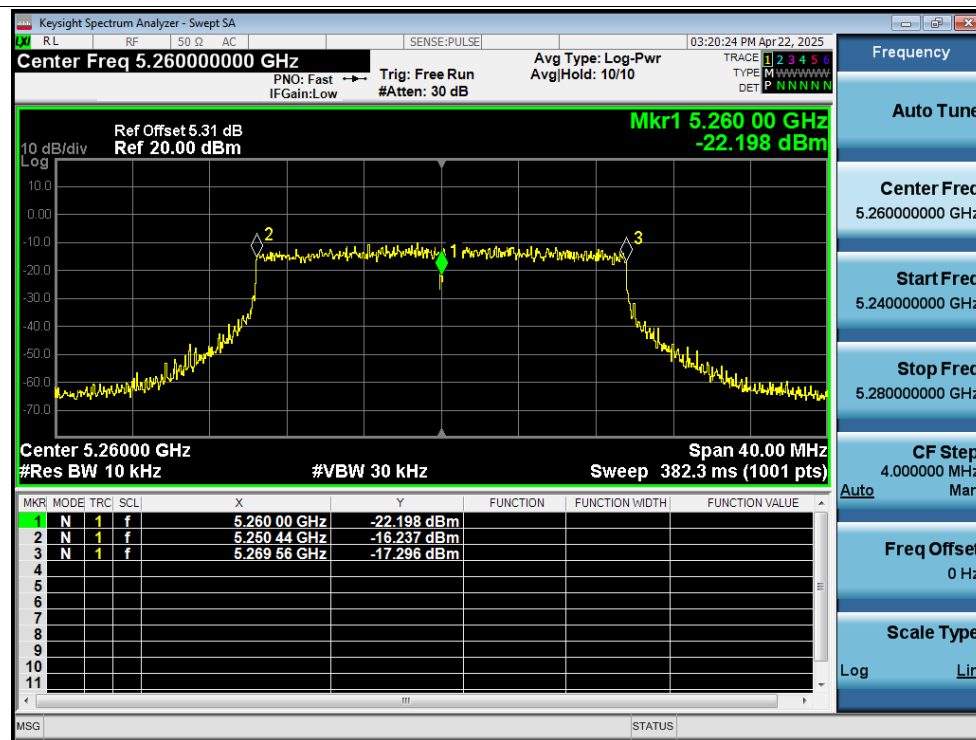 Keysight Spectrum Analyzer - Swept SA
LXI RL RF 50 Ω AC SENSE:PULSE 03:20:24 PM Apr 22, 2025
Center Freq 5.260000000 GHz
PNO: Fast
IFGain:Low
Trig: Free Run
#Atten: 30 dB
Avg Type: Log-Pwr
Avg|Hold: 10/10
TRACE 1 2 3 4 5 6
TYPE M WWWWW
DET P N N N N N
Ref Offset 5.31 dB
10 dB/div Ref 20.00 dBm
Log
Mkr1 5.260 00 GHz
-22.198 dBm
10.0
0.00
-10.0
-20.0
-30.0
-40.0
-50.0
-60.0
-70.0
2
1
3
Center 5.26000 GHz Span 40.00 MHz
#Res BW 10 kHz #VBW 30 kHz Sweep 382.3 ms (1001 pts)
MKR MODE TRC SCL X Y FUNCTION FUNCTION WIDTH FUNCTION VALUE
1 N 1 f 5.260 00 GHz -22.198 dBm
2 N 1 f 5.250 44 GHz -16.237 dBm
3 N 1 f 5.269 56 GHz -17.296 dBm
4
5
6
7
8
9
10
11
MSG STATUS
Frequency
Auto Tune
Center Freq
5.260000000 GHz
Start Freq
5.240000000 GHz
Stop Freq
5.280000000 GHz
CF Step
4.000000 MHz
Auto Man
Freq Offset
0 Hz
Scale Type
Log Lin